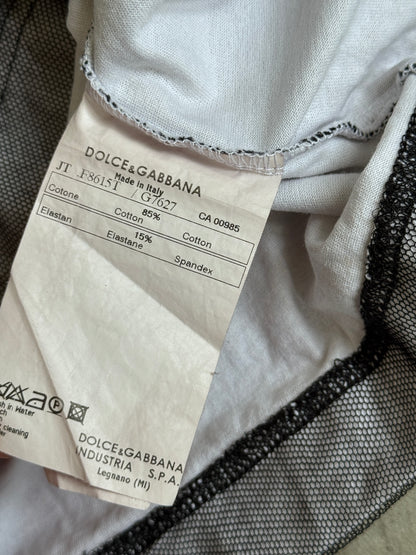 DOLCE&GABBANA
Made in Italy
JT F8615T / G7627
CA 00985
Cotone 85% Cotton
Cotton
Elastan 15% Spandex
Elastane
in Water
cleaning
DOLCE&GABBANA
INDUSTRIA S.P.A.
Legnano (MI)